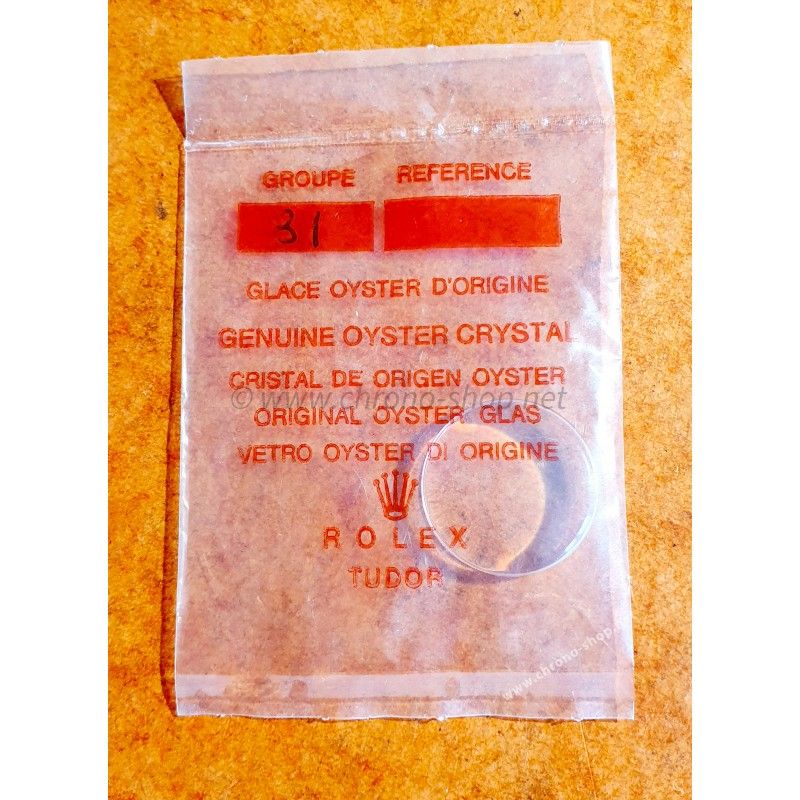 GROUPE REFERENCE
31
GLACE OYSTER D'ORIGINE
GENUINE OYSTER CRYSTAL
CRISTAL DE ORIGEN OYSTER
© www.chrono-shop.net
ORIGINAL OYSTER GLAS
VETRO OYSTER DI ORIGINE
ROLEX
TUDOR
www.chrono-shop